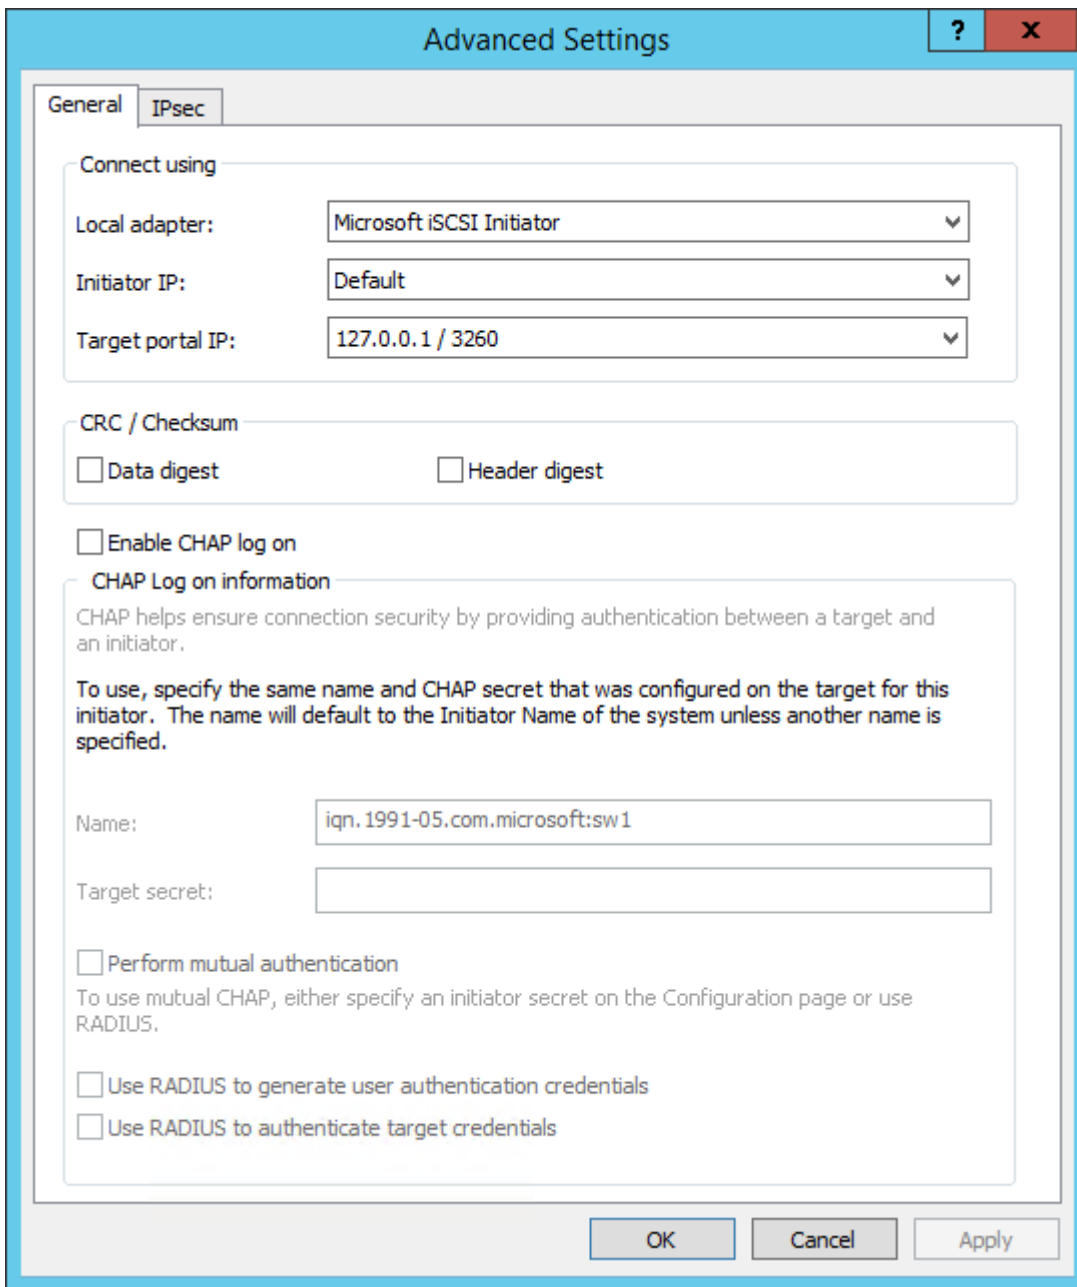 Advanced Settings
?
x
General
IPsec
Connect using
Local adapter:
Microsoft iSCSI Initiator
Initiator IP:
Default
Target portal IP:
127.0.0.1 / 3260
CRC / Checksum
Data digest
Header digest
Enable CHAP log on
CHAP Log on information
CHAP helps ensure connection security by providing authentication between a target and
an initiator.
To use, specify the same name and CHAP secret that was configured on the target for this
initiator.  The name will default to the Initiator Name of the system unless another name is
specified.
Name:
iqn.1991-05.com.microsoft:sw1
Target secret:
Perform mutual authentication
To use mutual CHAP, either specify an initiator secret on the Configuration page or use
RADIUS.
Use RADIUS to generate user authentication credentials
Use RADIUS to authenticate target credentials
OK
Cancel
Apply